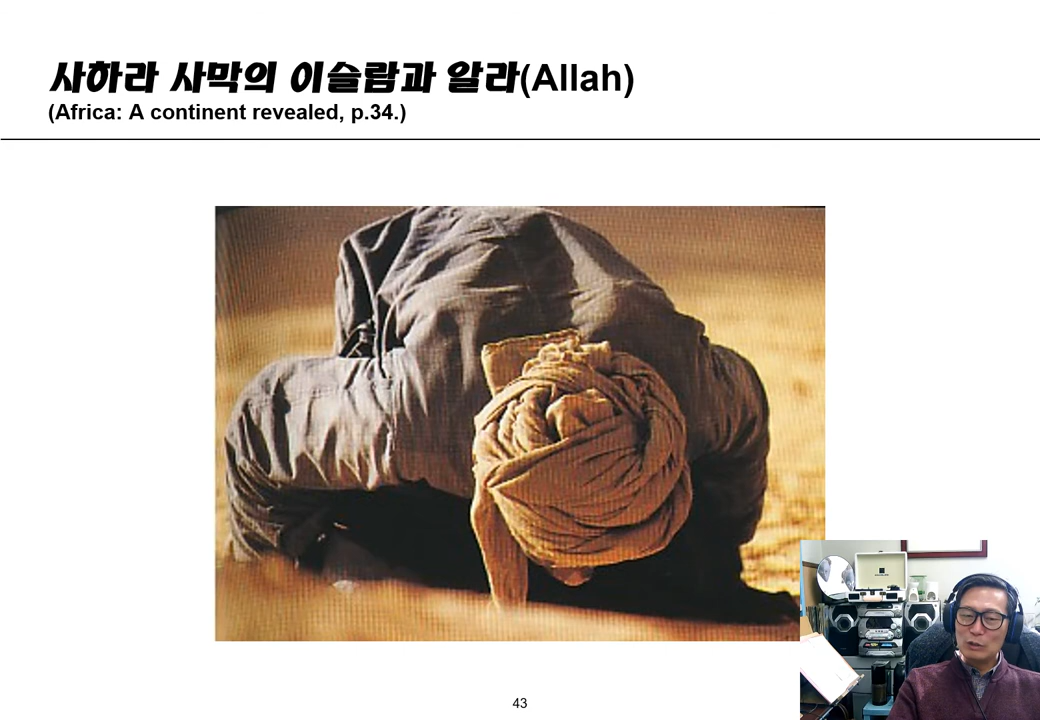 사하라 사막의 이슬람과 알라(Allah)
(Africa: A continent revealed, p.34.)
43